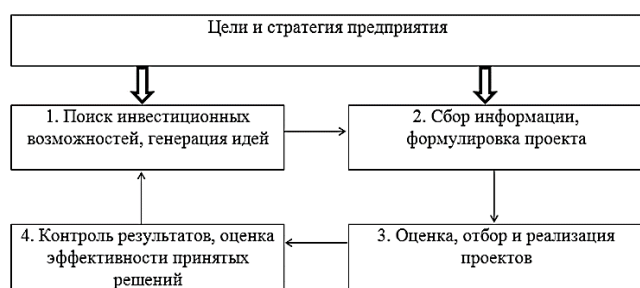 Цели и стратегия предприятия
1. Поиск инвестиционных
возможностей, генерация идей
2. Сбор информации,
формулировка проекта
4. Контроль результатов, оценка
эффективности принятых
решений
3. Оценка, отбор и реализация
проектов